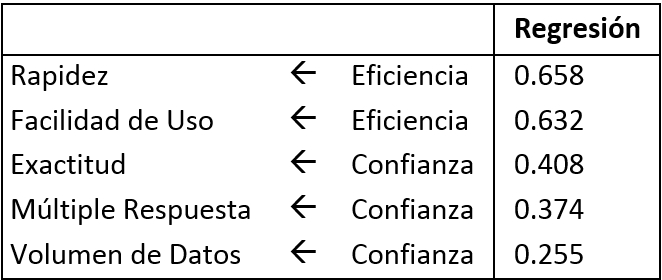 Regresión
Rapidez ← Eficiencia 0.658
Facilidad de Uso ← Eficiencia 0.632
Exactitud ← Confianza 0.408
Múltiple Respuesta ← Confianza 0.374
Volumen de Datos ← Confianza 0.255